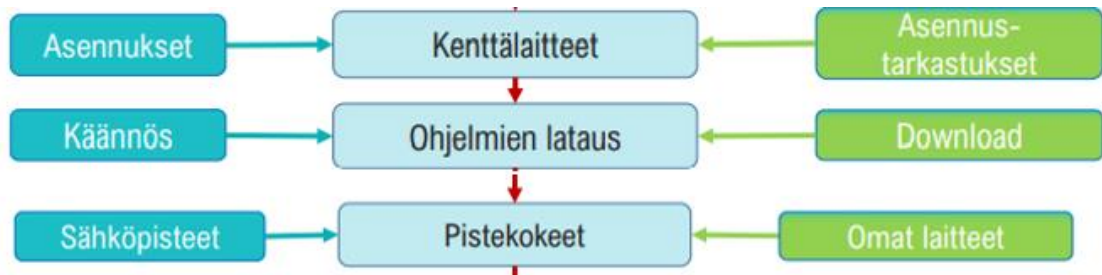 Asennukset
Kenttälaitteet
Asennus-
tarkastukset
Käännös
Ohjelmien lataus
Download
Sähköpisteet
Pistekokeet
Omat laitteet